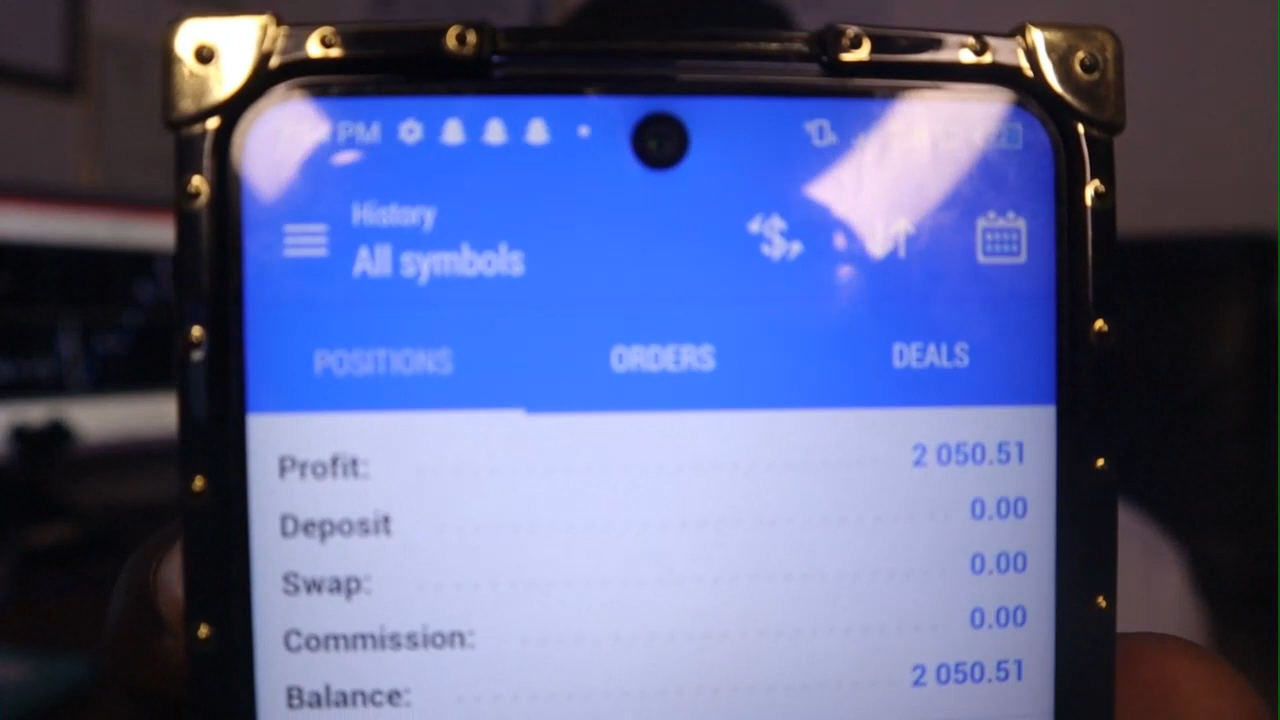 PM
History
All symbols
POSITIONS ORDERS DEALS
Profit: 2 050.51
Deposit 0.00
Swap: 0.00
Commission: 0.00
Balance: 2 050.51